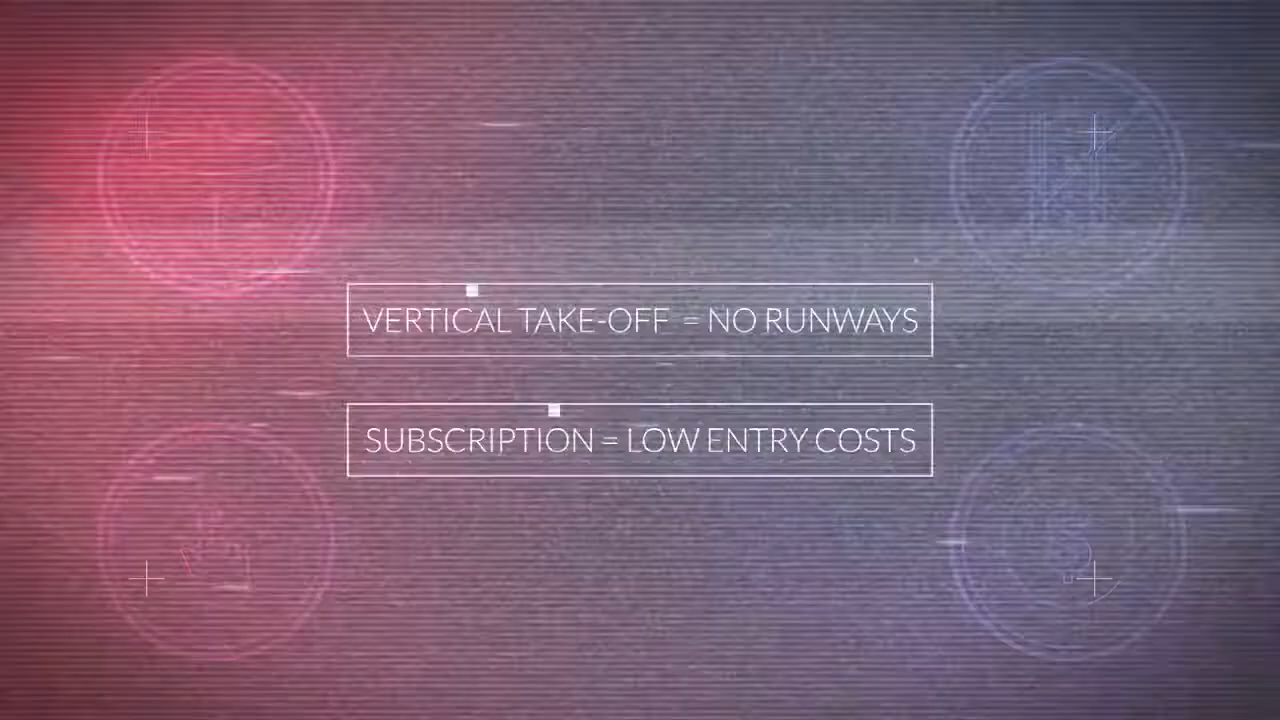 VERTICAL TAKE-OFF = NO RUNWAYS
SUBSCRIPTION = LOW ENTRY COSTS